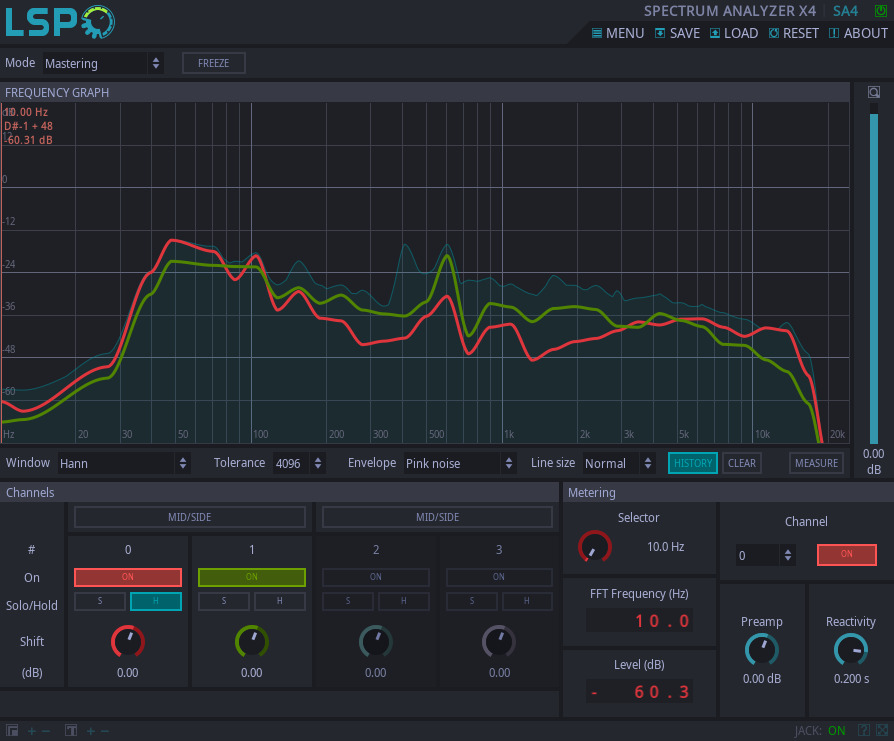 LSP
SPECTRUM ANALYZER X4 SA4
MENU SAVE LOAD RESET ABOUT
Mode Mastering FREEZE
FREQUENCY GRAPH
10.00 Hz
D#-1 + 48
-60.31 dB
12
0
-12
-24
-36
-48
-60
Hz 20 30 50 100 200 300 500 1k 2k 3k 5k 10k 20k
0.00
dB
Window Hann Tolerance 4096 Envelope Pink noise Line size Normal HISTORY CLEAR MEASURE
Channels
MID/SIDE MID/SIDE
# 0 1 2 3
On ON ON ON ON
Solo/Hold S H S H S H S H
Shift
(dB) 0.00 0.00 0.00 0.00
Metering
Selector
10.0 Hz
FFT Frequency (Hz)
10.0
Level (dB)
- 60.3
Channel
0 ON
Preamp
0.00 dB
Reactivity
0.200 s
JACK: ON